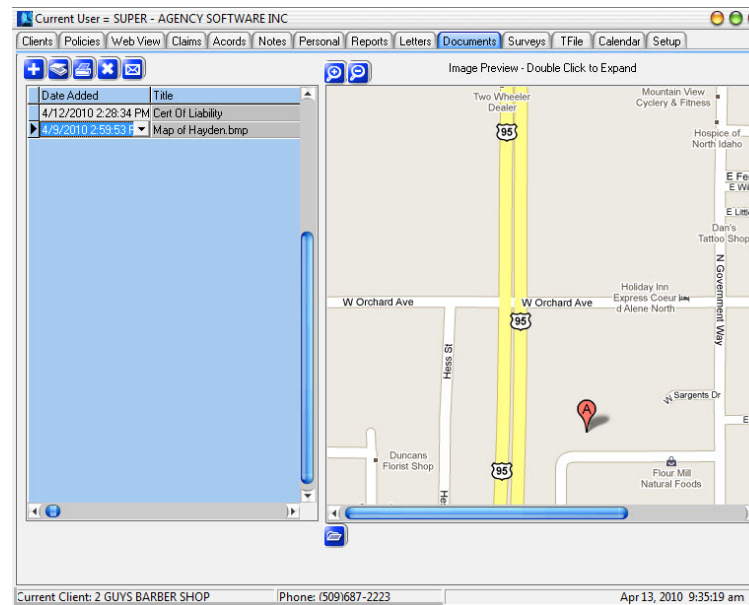 Current User = SUPER - AGENCY SOFTWARE INC
Clients Policies Web View Claims Acords Notes Personal Reports Letters Documents Surveys TFile Calendar Setup
Image Preview - Double Click to Expand
Date Added Title
4/12/2010 2:28:34 PM Cert Of Liability
4/9/2010 2:59:53 Map of Hayden.bmp
Two Wheeler
Dealer
Mountain View
Cyclery & Fitness
95
Hospice of
North Idaho
E
E
E
Dan's
Tattoo Shop
N Government Way
Holiday Inn
Express Coeur
d Alene North
W Orchard Ave
W Orchard Ave
95
Hess St
Sargents Dr
A
E
Duncans
Florist Shop
95
Flour Mill
Natural Foods
Current Client: 2 GUYS BARBER SHOP
Phone: (509)687-2223
Apr 13, 2010 9:35:19 am